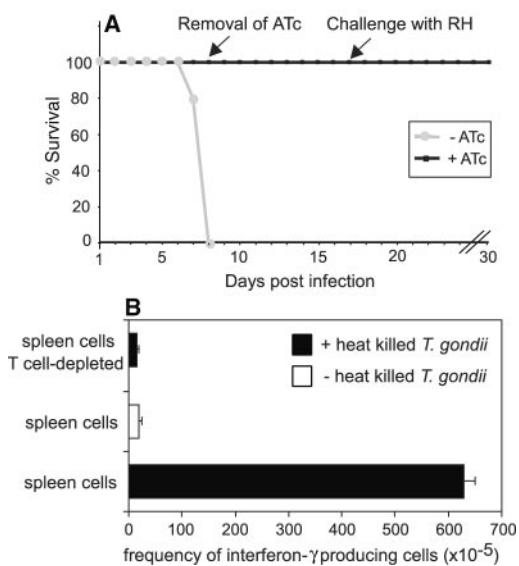 A
Removal of ATc
Challenge with RH
100
80
60
40
20
0
% Survival
- ATc
+ ATc
1
5
10
15
20
30
Days post infection
B
spleen cells
T cell-depleted
+ heat killed T. gondii
- heat killed T. gondii
spleen cells
spleen cells
0
100
200
300
400
500
600
700
frequency of interferon-γ producing cells (x10⁻⁵)